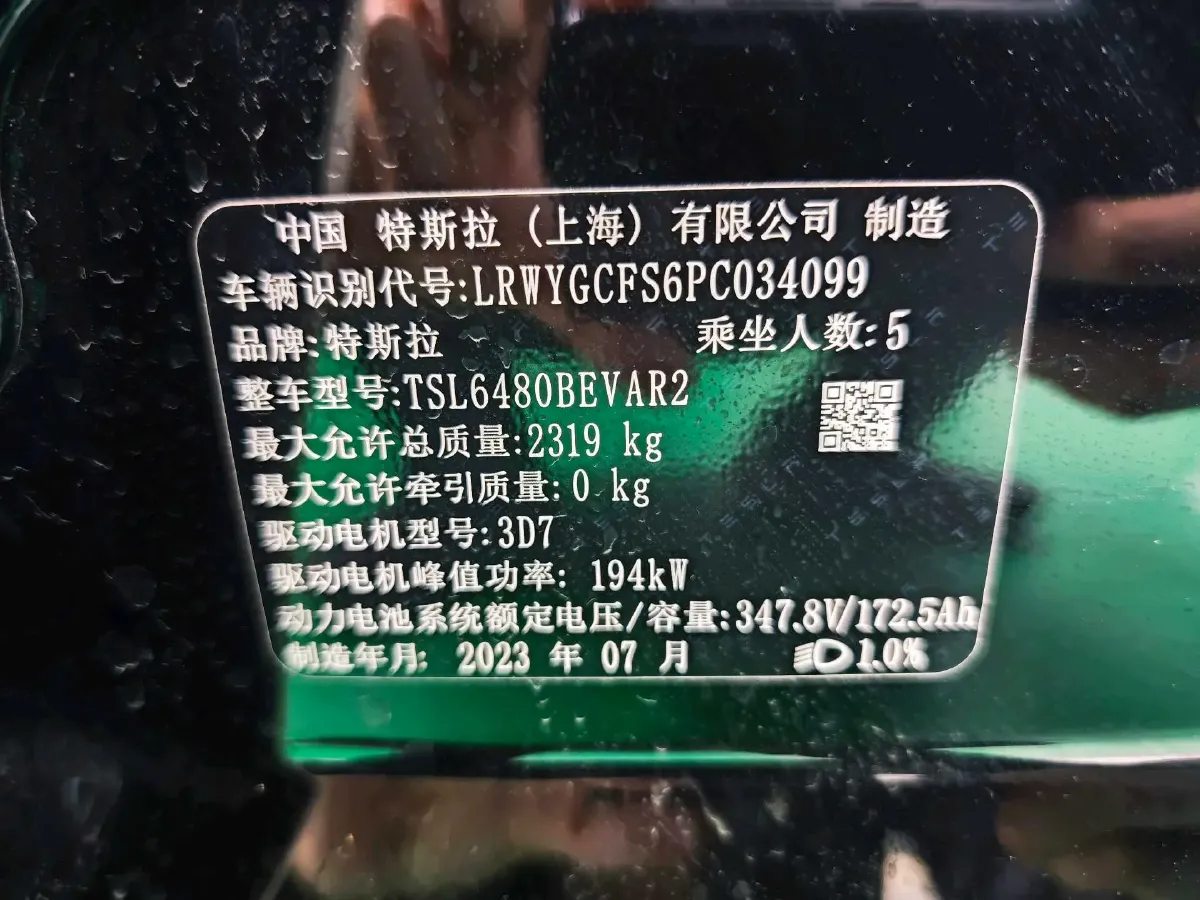 中国 特斯拉 (上海) 有限公司 制造
车辆识别代号:LRWYGCFS6PC034099
品牌:特斯拉 乘坐人数:5
整车型号:TSL6480BEVAR2
最大允许总质量:2319 kg
最大允许牵引质量:0 kg
驱动电机型号:3D7
驱动电机峰值功率: 194kW
动力电池系统额定电压/容量:347.8V/172.5Ah
制造年月: 2023 年 07 月 1.0%